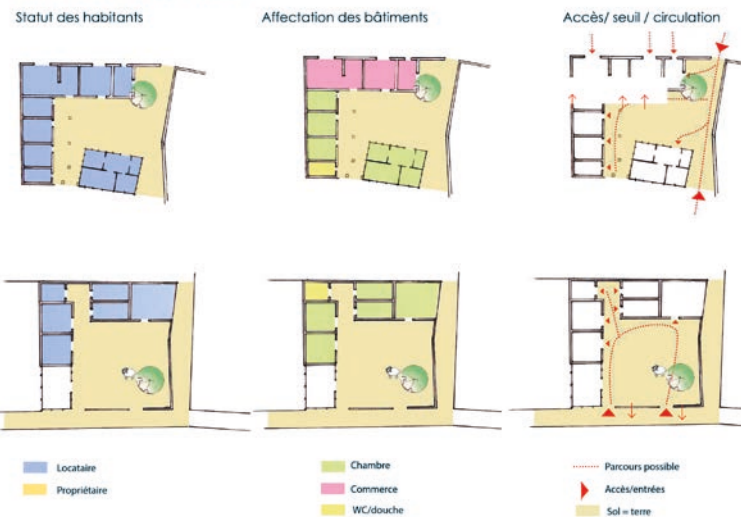 Statut des habitants
Affectation des bâtiments
Accès/ seuil / circulation
Locataire
Propriétaire
Chambre
Commerce
WC/douche
Parcours possible
Accès/entrées
Sol = terre